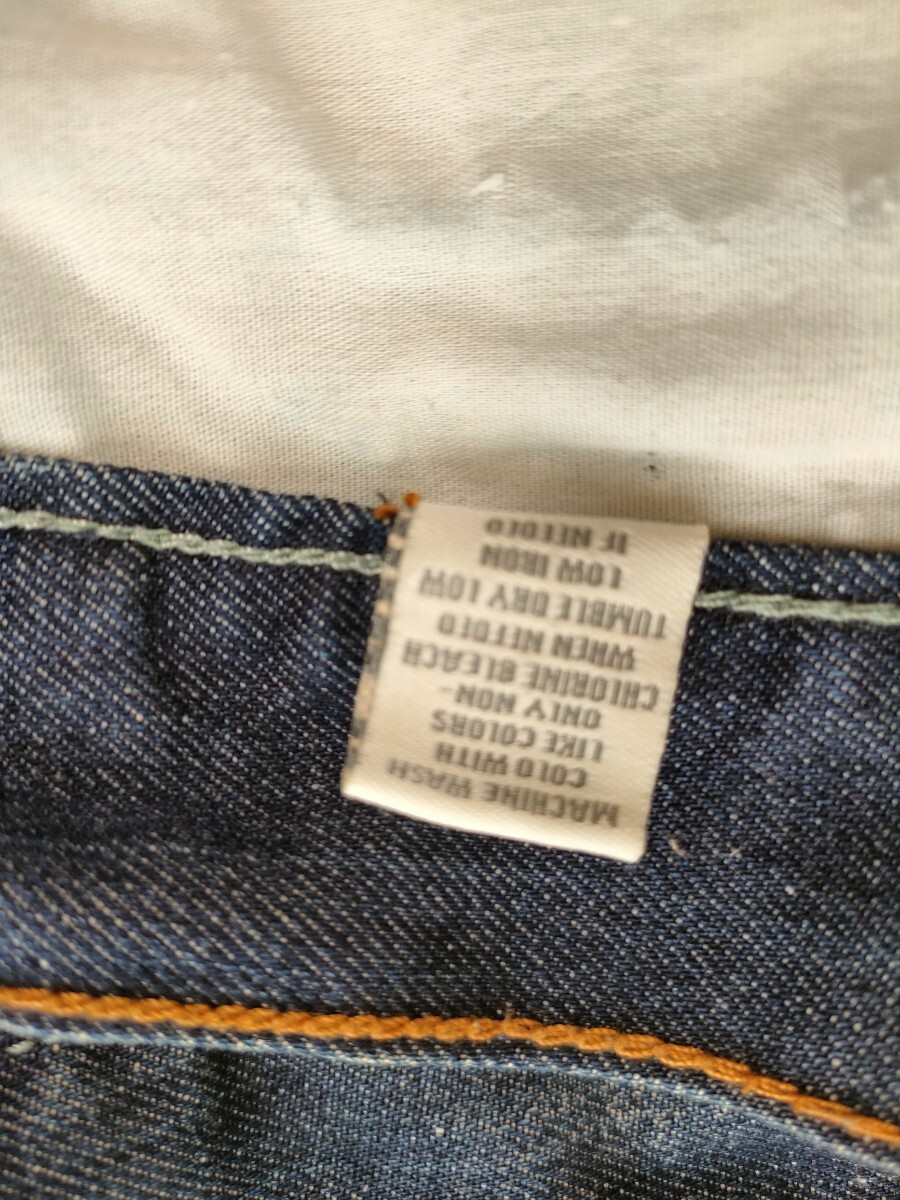 MACHINE WASH
COLD WITH
LIKE COLORS
ONLY NON-
CHLORINE BLEACH
WHEN NEEDED
TUMBLE DRY LOW
LOW IRON
IF NEEDED